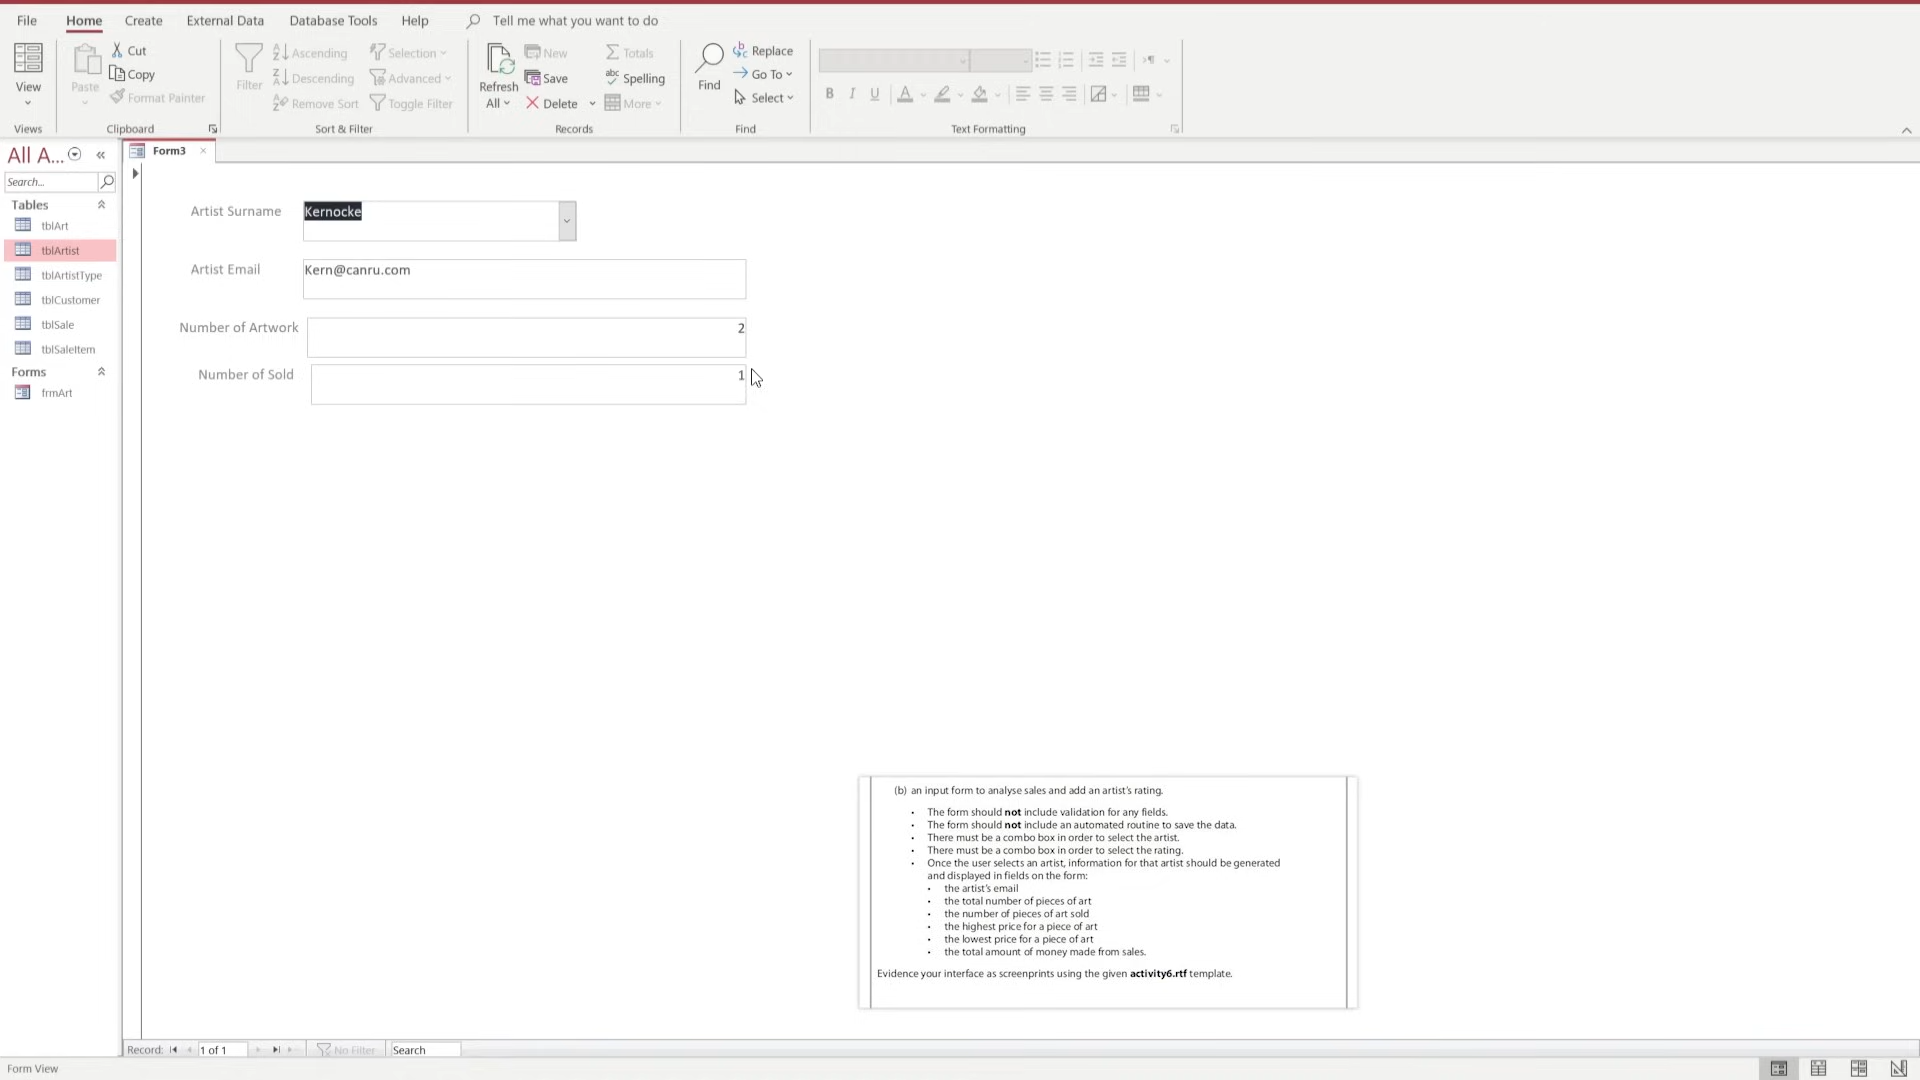 File Home Create External Data Database Tools Help Tell me what you want to do
View
Views
Paste
Cut
Copy
Format Painter
Clipboard
Filter
Ascending
Descending
Remove Sort
Selection
Advanced
Toggle Filter
Sort & Filter
Refresh
All
New
Save
Delete
Totals
Spelling
More
Records
Find
Replace
Go To
Select
Find
B I U A
Text Formatting
All A...
Search...
Tables
tblArt
tblArtist
tblArtistType
tblCustomer
tblSale
tblSaleItem
Forms
frmArt
Form3
Artist Surname Kernocke
Artist Email Kern@canru.com
Number of Artwork 2
Number of Sold 1
(b) an input form to analyse sales and add an artist's rating.
• The form should not include validation for any fields.
• The form should not include an automated routine to save the data.
• There must be a combo box in order to select the artist.
• There must be a combo box in order to select the rating.
• Once the user selects an artist, information for that artist should be generated
and displayed in fields on the form:
• the artist's email
• the total number of pieces of art
• the number of pieces of art sold
• the highest price for a piece of art
• the lowest price for a piece of art
• the total amount of money made from sales.
Evidence your interface as screenprints using the given activity6.rtf template.
Record: 1 of 1 No Filter Search
Form View